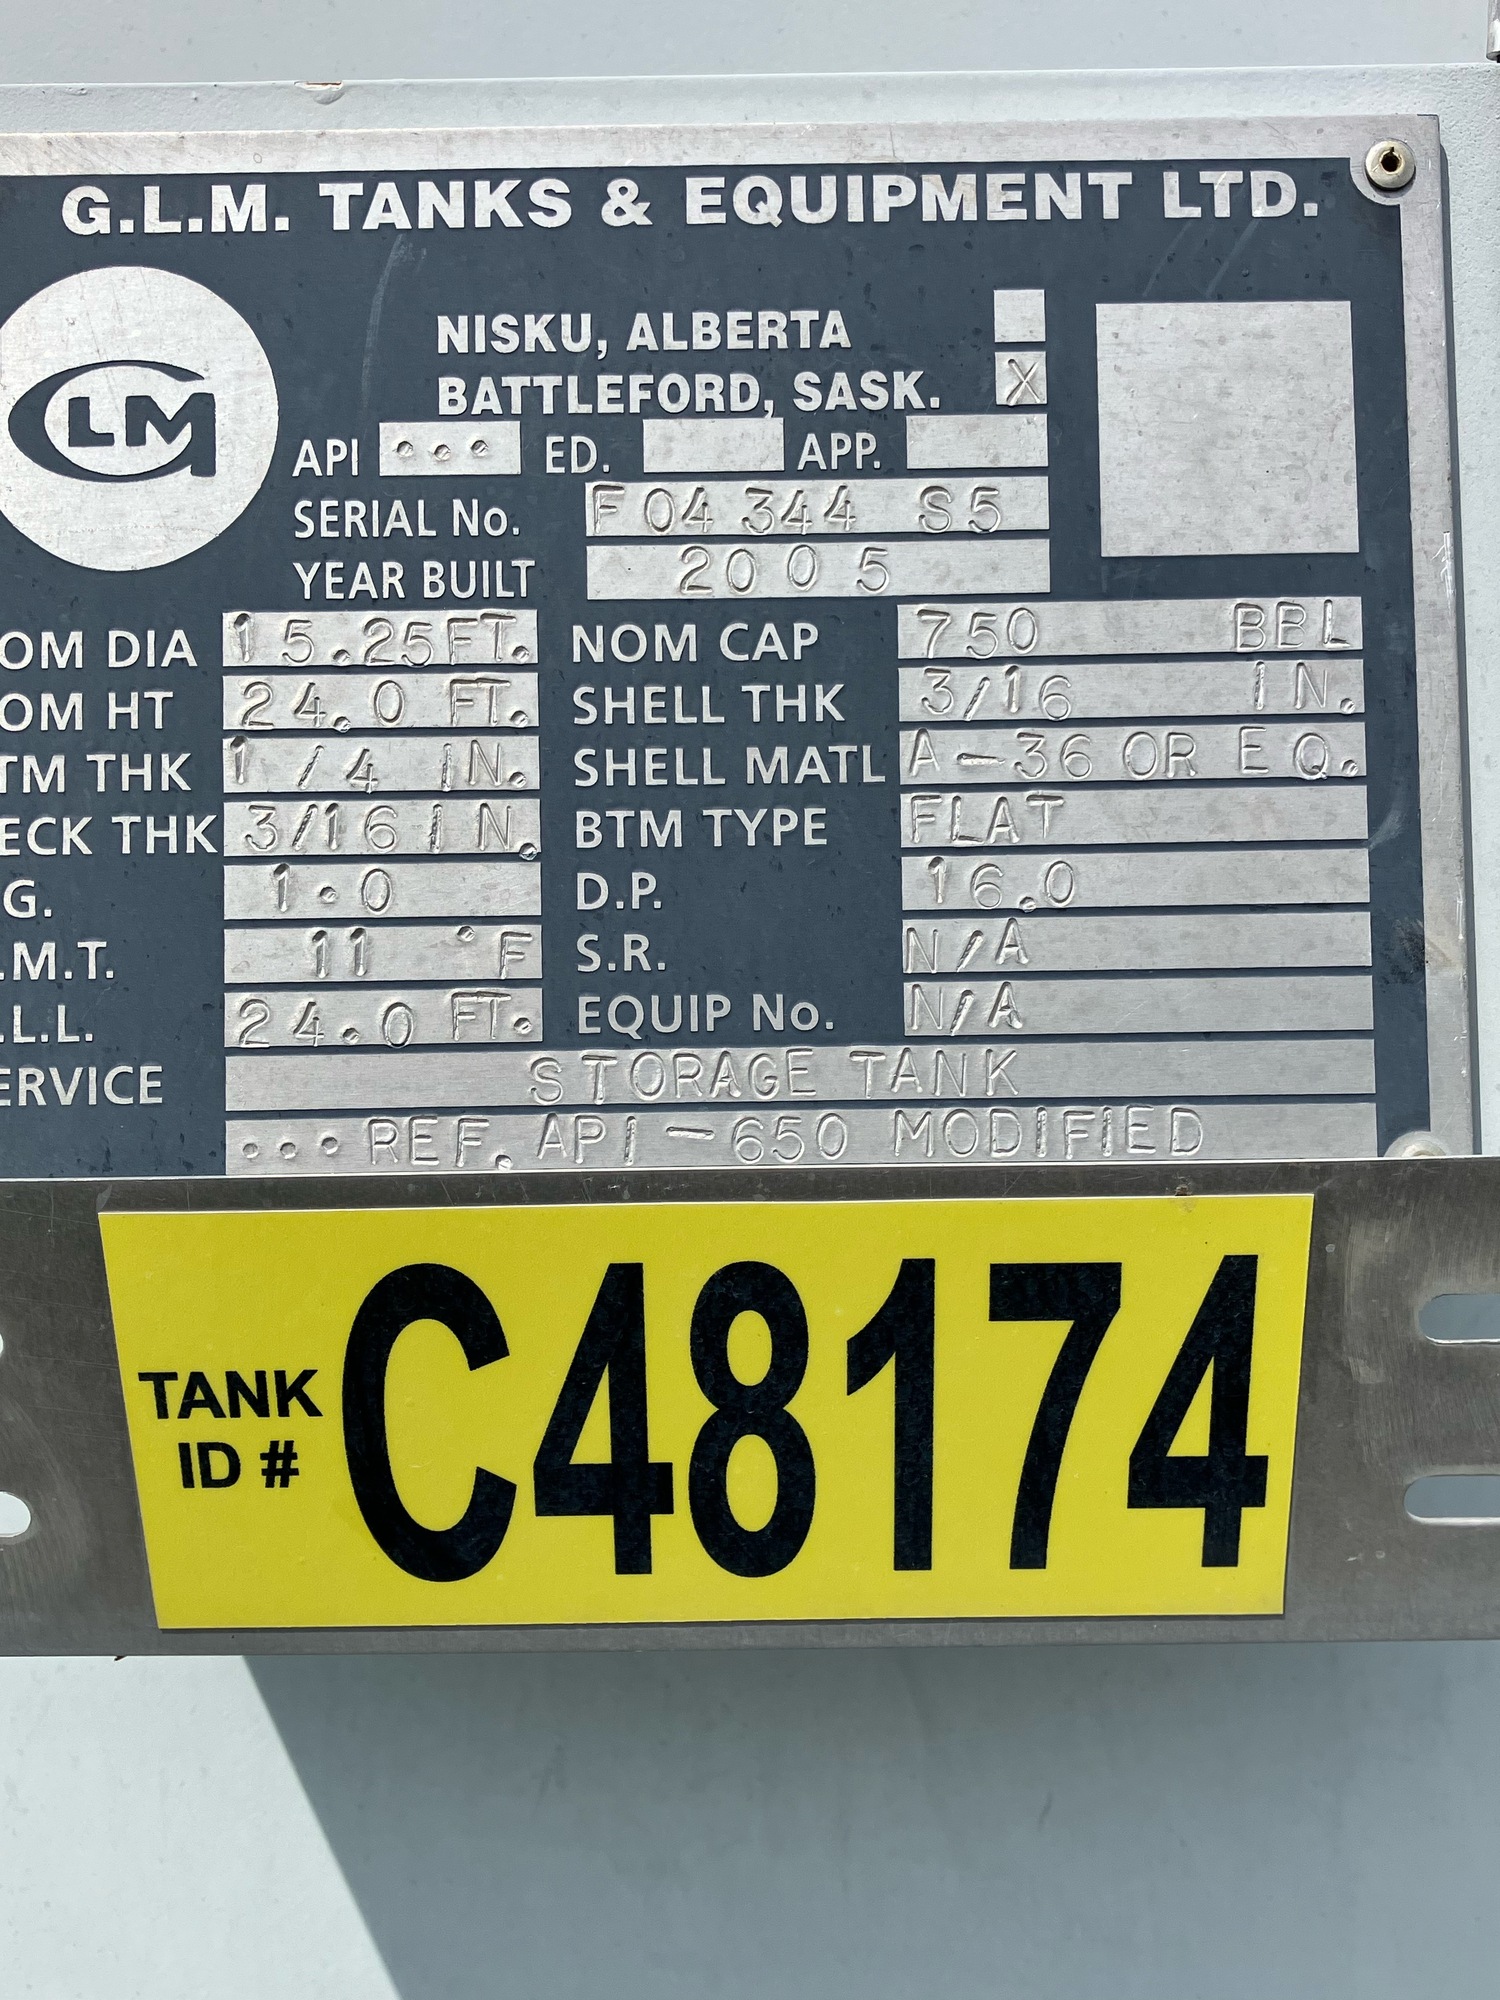 G.L.M. TANKS & EQUIPMENT LTD.
GLM
NISKU, ALBERTA
BATTLEFORD, SASK. X
API ... ED. APP.
SERIAL No. F04344 S5
YEAR BUILT 2005
OM DIA 15.25FT. NOM CAP 750 BBL
OM HT 24.0 FT. SHELL THK 3/16 IN.
TM THK 1/4 IN. SHELL MATL A-36 OR EQ.
ECK THK 3/16 IN. BTM TYPE FLAT
G. 1.0 D.P. 16.0
.M.T. 11 °F S.R. N/A
.L.L. 24.0 FT. EQUIP No. N/A
ERVICE STORAGE TANK
...REF. API-650 MODIFIED
TANK ID # C48174